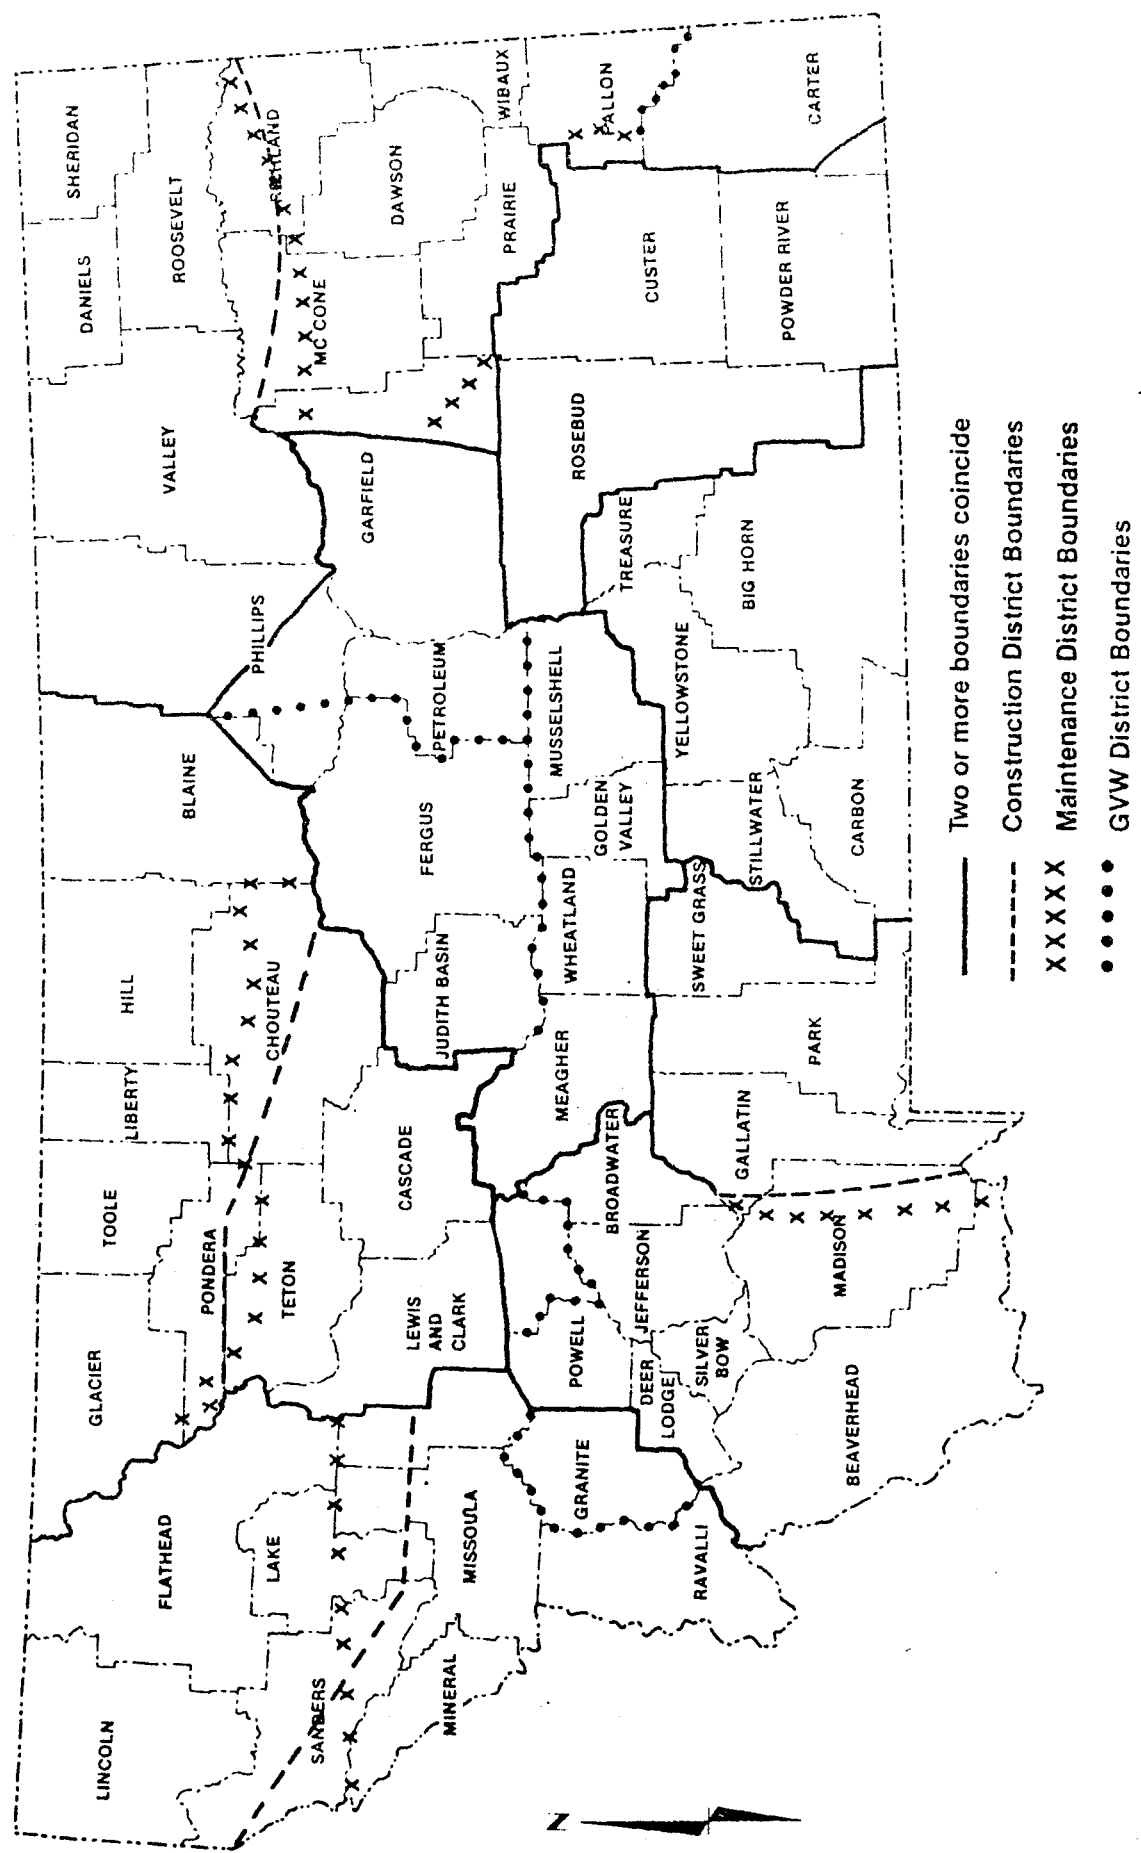 LINCOLN
FLATHEAD
GLACIER
TOOLE
LIBERTY
HILL
BLAINE
PHILLIPS
VALLEY
DANIELS
SHERIDAN
ROOSEVELT
SANDERS
LAKE
PONDERA
TETON
CHOUTEAU
MC CONE
RICHLAND
DAWSON
GARFIELD
MINERAL
MISSOULA
LEWIS
AND
CLARK
CASCADE
JUDITH BASIN
FERGUS
PETROLEUM
PRAIRIE
WIBAUX
POWELL
GRANITE
RAVALLI
DEER
LODGE
SILVER
BOW
JEFFERSON
BROADWATER
MEAGHER
WHEATLAND
GOLDEN
VALLEY
MUSSELSHELL
ROSEBUD
TREASURE
CUSTER
FALLON
BEAVERHEAD
MADISON
GALLATIN
PARK
SWEET GRASS
STILLWATER
YELLOWSTONE
CARBON
BIG HORN
POWDER RIVER
CARTER
N
Two or more boundaries coincide
Construction District Boundaries
XXXXX Maintenance District Boundaries
GVW District Boundaries